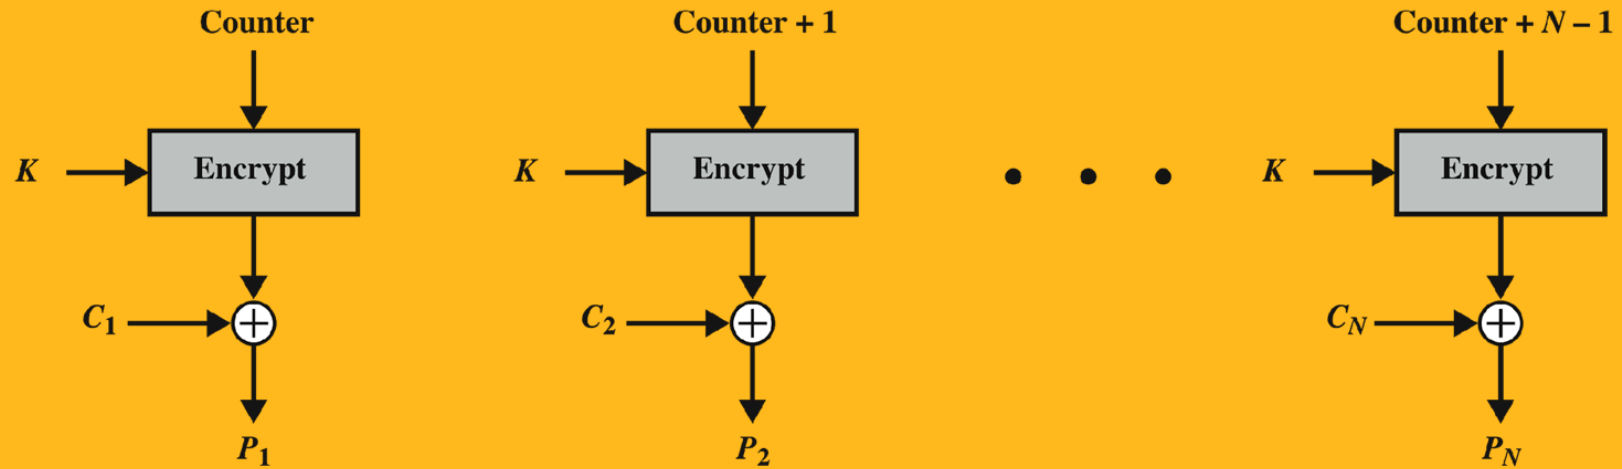 Counter
Counter + 1
Counter + N – 1
K
Encrypt
K
Encrypt
K
Encrypt
C1
C2
CN
P1
P2
PN